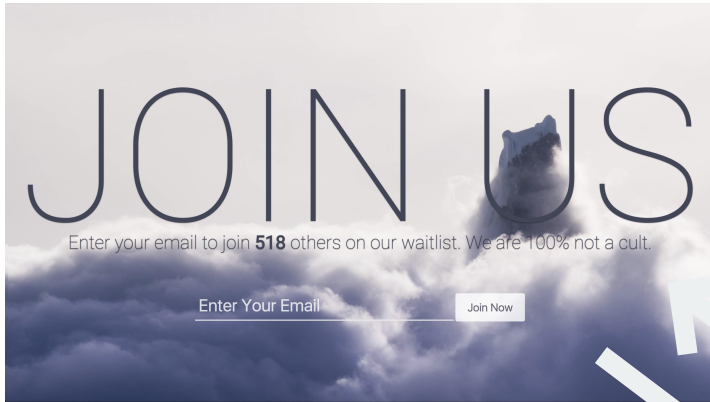 JOIN US
Enter your email to join 518 others on our waitlist. We are 100% not a cult.
Enter Your Email
Join Now